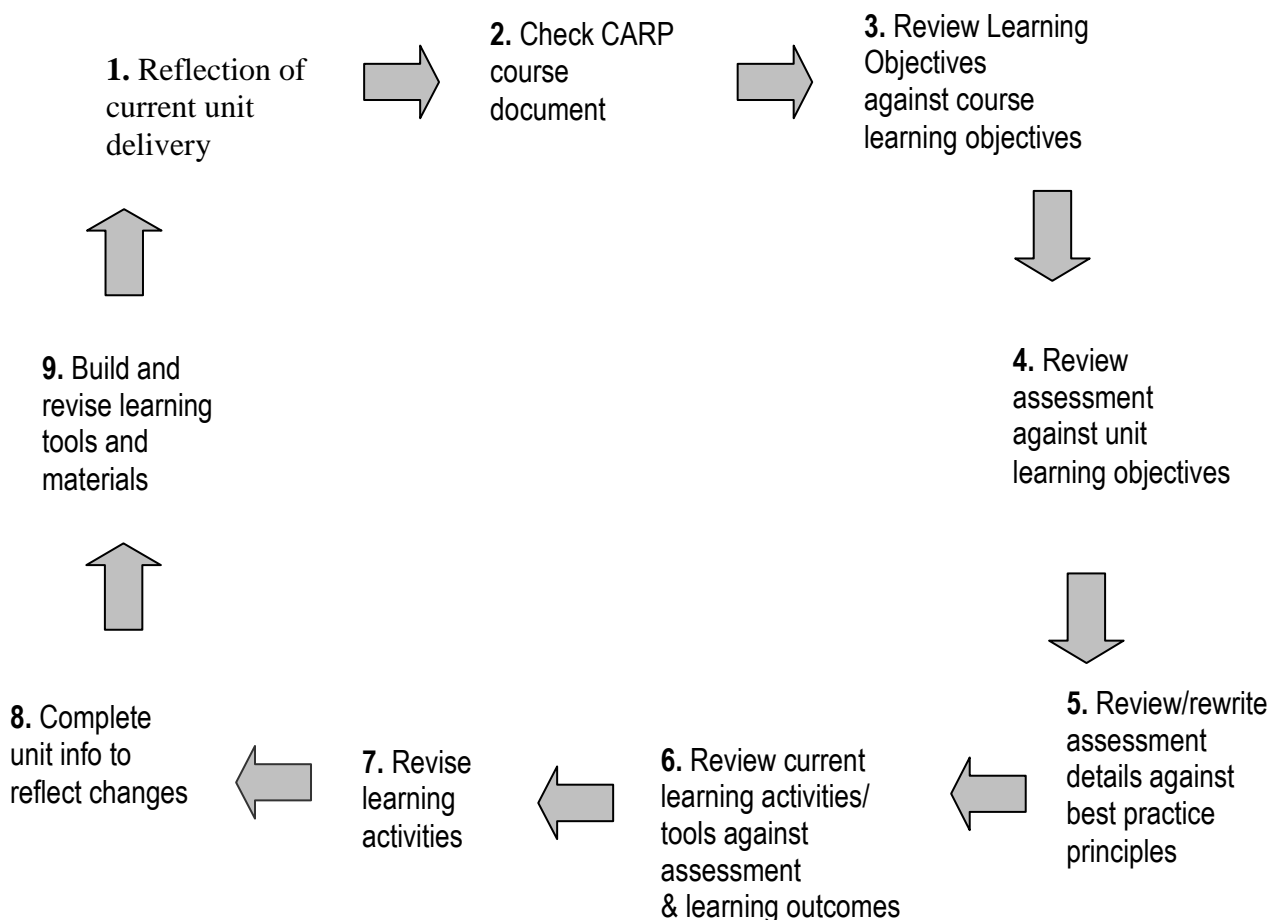 1. Reflection of
current unit
delivery
2. Check CARP
course
document
3. Review Learning
Objectives
against course
learning objectives
4. Review
assessment
against unit
learning objectives
5. Review/rewrite
assessment
details against
best practice
principles
6. Review current
learning activities/
tools against
assessment
& learning outcomes
7. Revise
learning
activities
8. Complete
unit info to
reflect changes
9. Build and
revise learning
tools and
materials